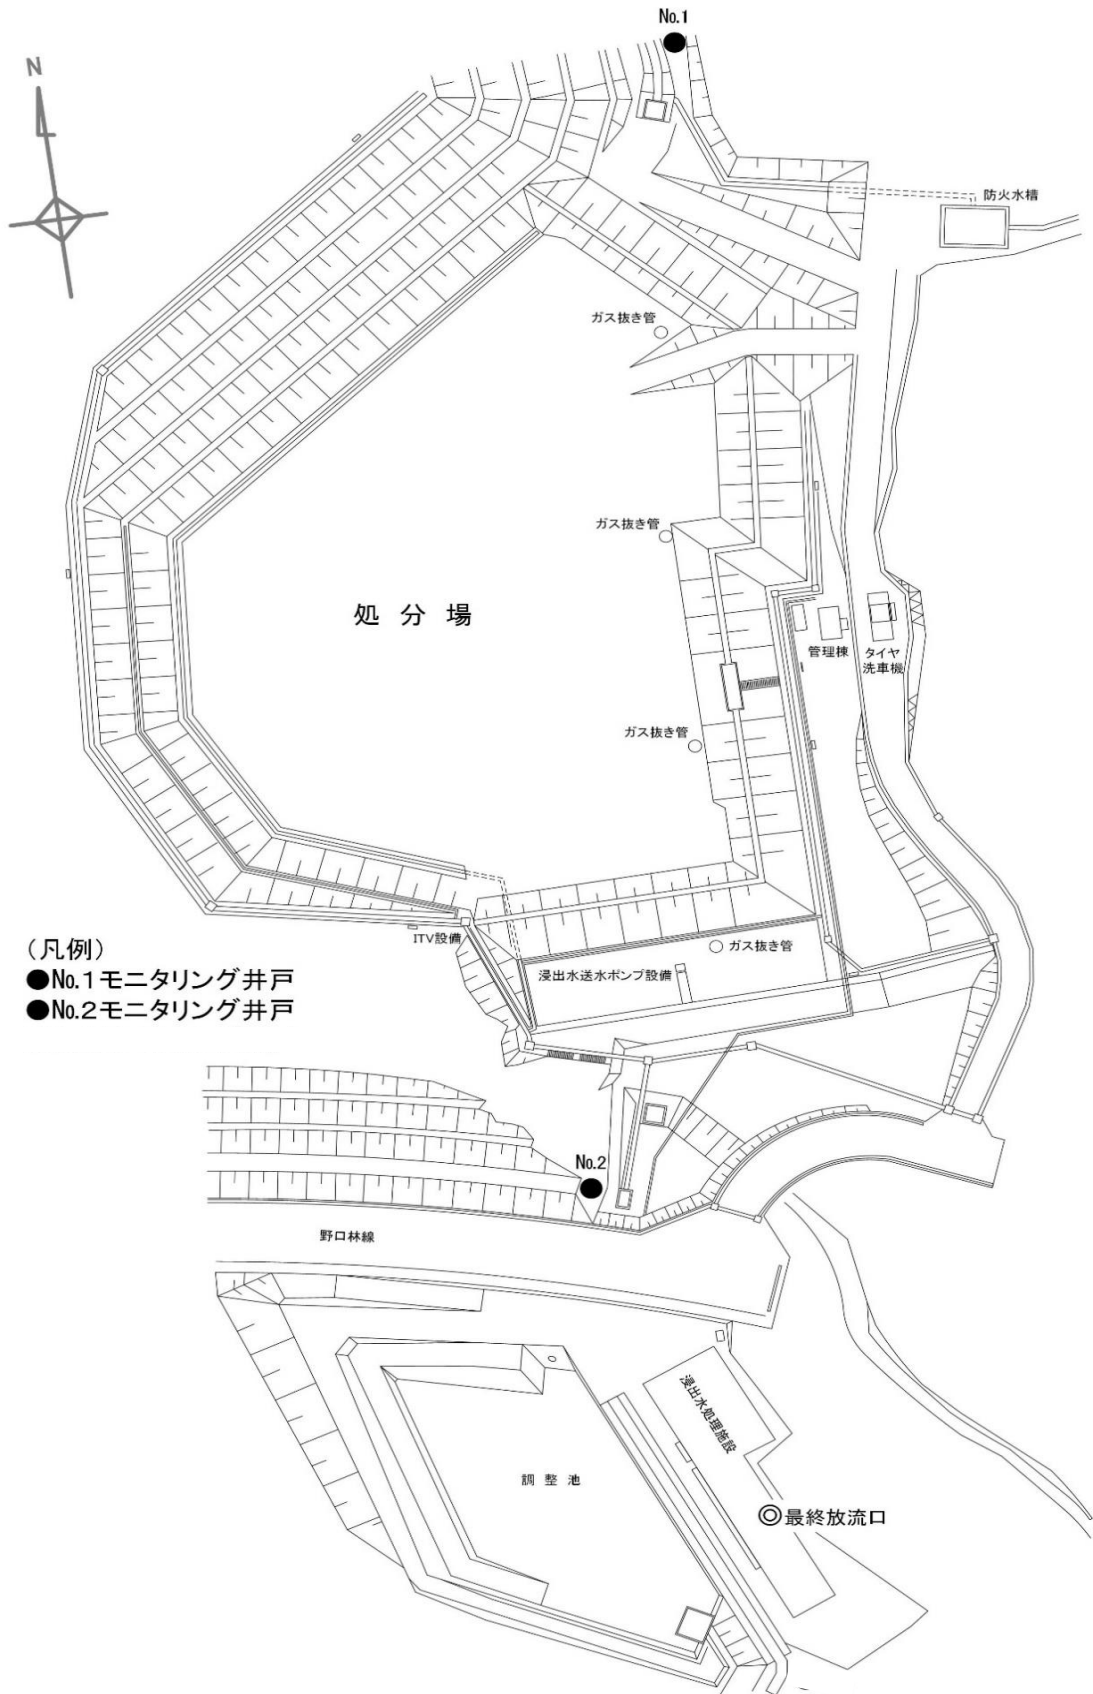 No.1
N
防火水槽
ガス抜き管
ガス抜き管
処分場
管理棟
タイヤ
洗車機
ガス抜き管
ITV設備
ガス抜き管
浸出水送水ポンプ設備
(凡例)
●No.1モニタリング井戸
●No.2モニタリング井戸
No.2
野口林線
浸出水処理施設
調整池
◎最終放流口